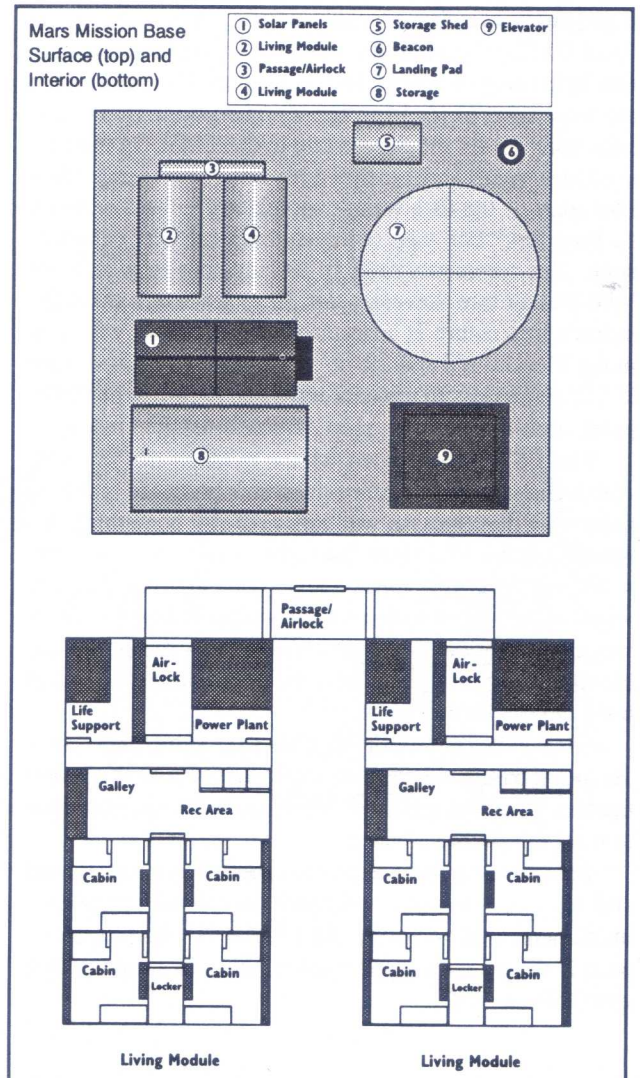 Mars Mission Base
Surface (top) and
Interior (bottom)
① Solar Panels
② Living Module
③ Passage/Airlock
④ Living Module
⑤ Storage Shed
⑥ Beacon
⑦ Landing Pad
⑧ Storage
⑨ Elevator
⑤
⑥
③
② ④ ⑦
①
⑧ ⑨
Passage/
Airlock
Air-
Lock
Life
Support
Power Plant
Galley
Rec Area
Cabin Cabin
Cabin Cabin
Locker
Living Module
Air-
Lock
Life
Support
Power Plant
Galley
Rec Area
Cabin Cabin
Cabin Cabin
Locker
Living Module